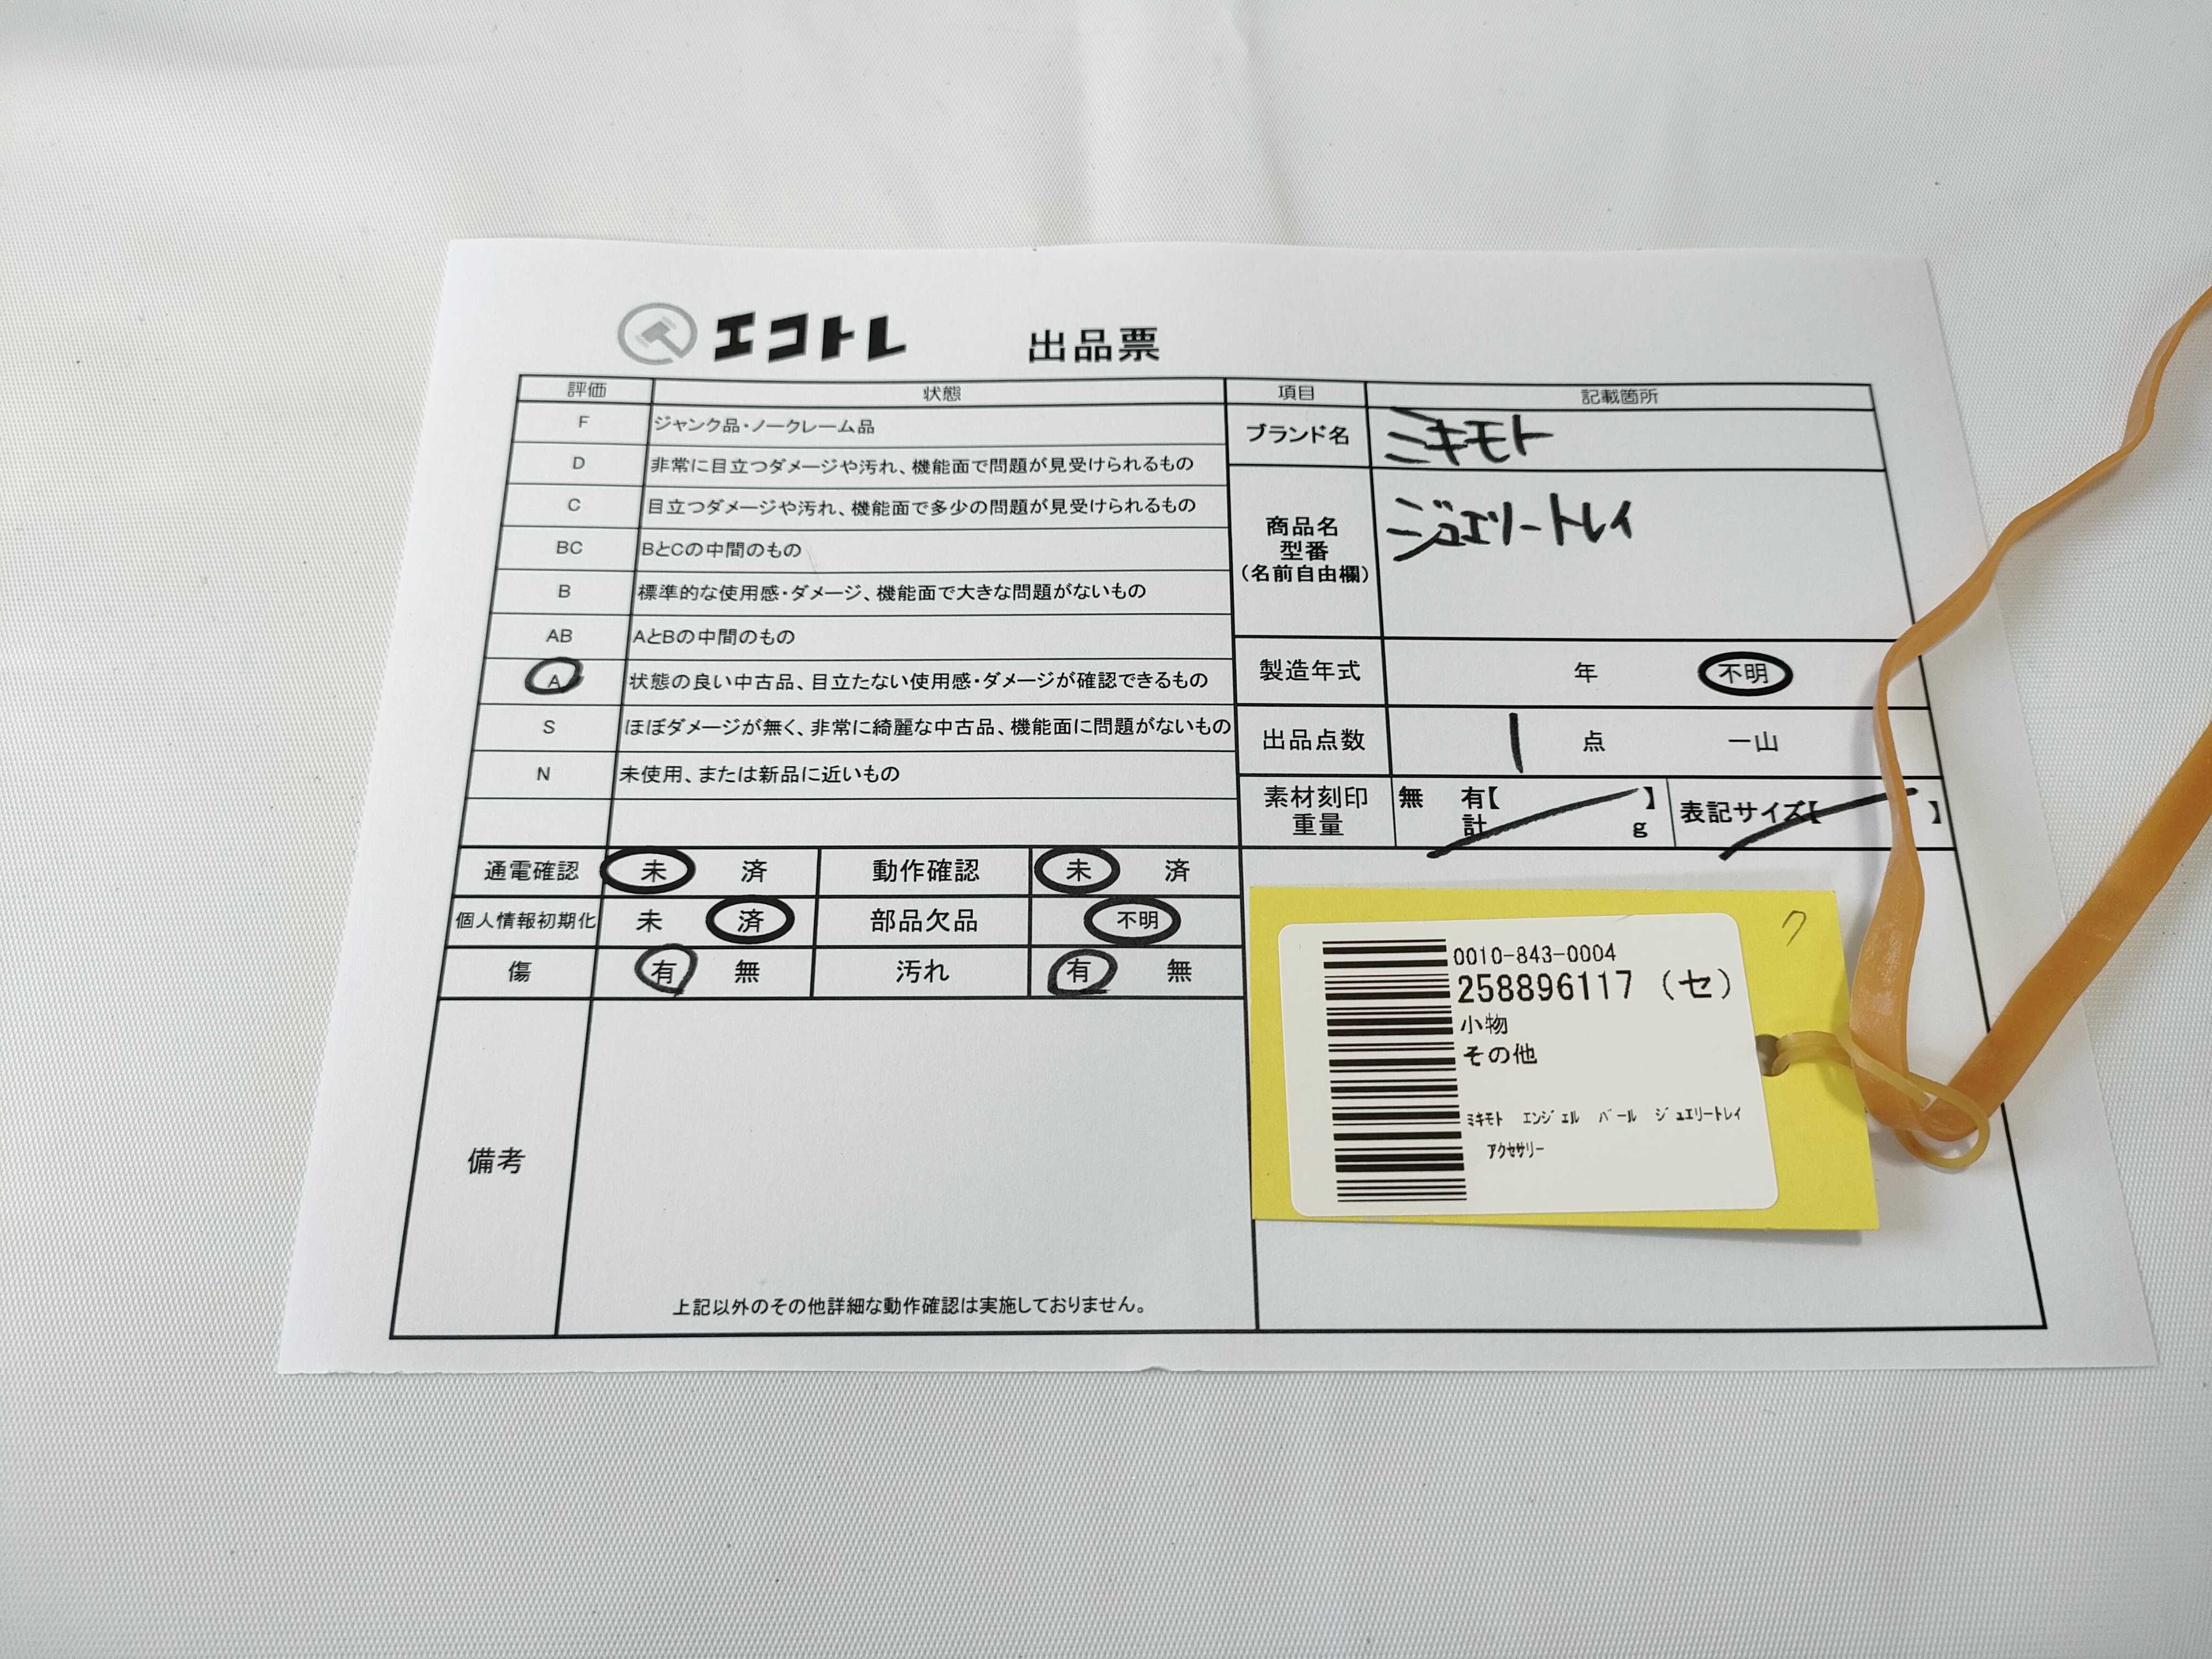 エコトレ 出品票
評価 状態 項目 記載箇所
F ジャンク品・ノークレーム品
D 非常に目立つダメージや汚れ、機能面で問題が見受けられるもの
C 目立つダメージや汚れ、機能面で多少の問題が見受けられるもの
BC BとCの中間のもの
B 標準的な使用感・ダメージ、機能面で大きな問題がないもの
AB AとBの中間のもの
A 状態の良い中古品、目立たない使用感・ダメージが確認できるもの
S ほぼダメージが無く、非常に綺麗な中古品、機能面に問題がないもの
N 未使用、または新品に近いもの
ブランド名 ミキモト
商品名
型番
(名前自由欄)
ジュエリートレイ
製造年式 年 不明
出品点数 1 点 一山
素材刻印 無 有【 】
重量 計 g
表記サイズ【 】
通電確認 未 済 動作確認 未 済
個人情報初期化 未 済 部品欠品 不明
傷 有 無 汚れ 有 無
備考
上記以外のその他詳細な動作確認は実施しておりません。
0010-843-0004
258896117 (セ)
小物
その他
ﾐｷﾓﾄ ｴﾝｼﾞｪﾙ ﾊﾟｰﾙ ｼﾞｭｴﾘｰﾄﾚｲ
ｱｸｾｻﾘｰ